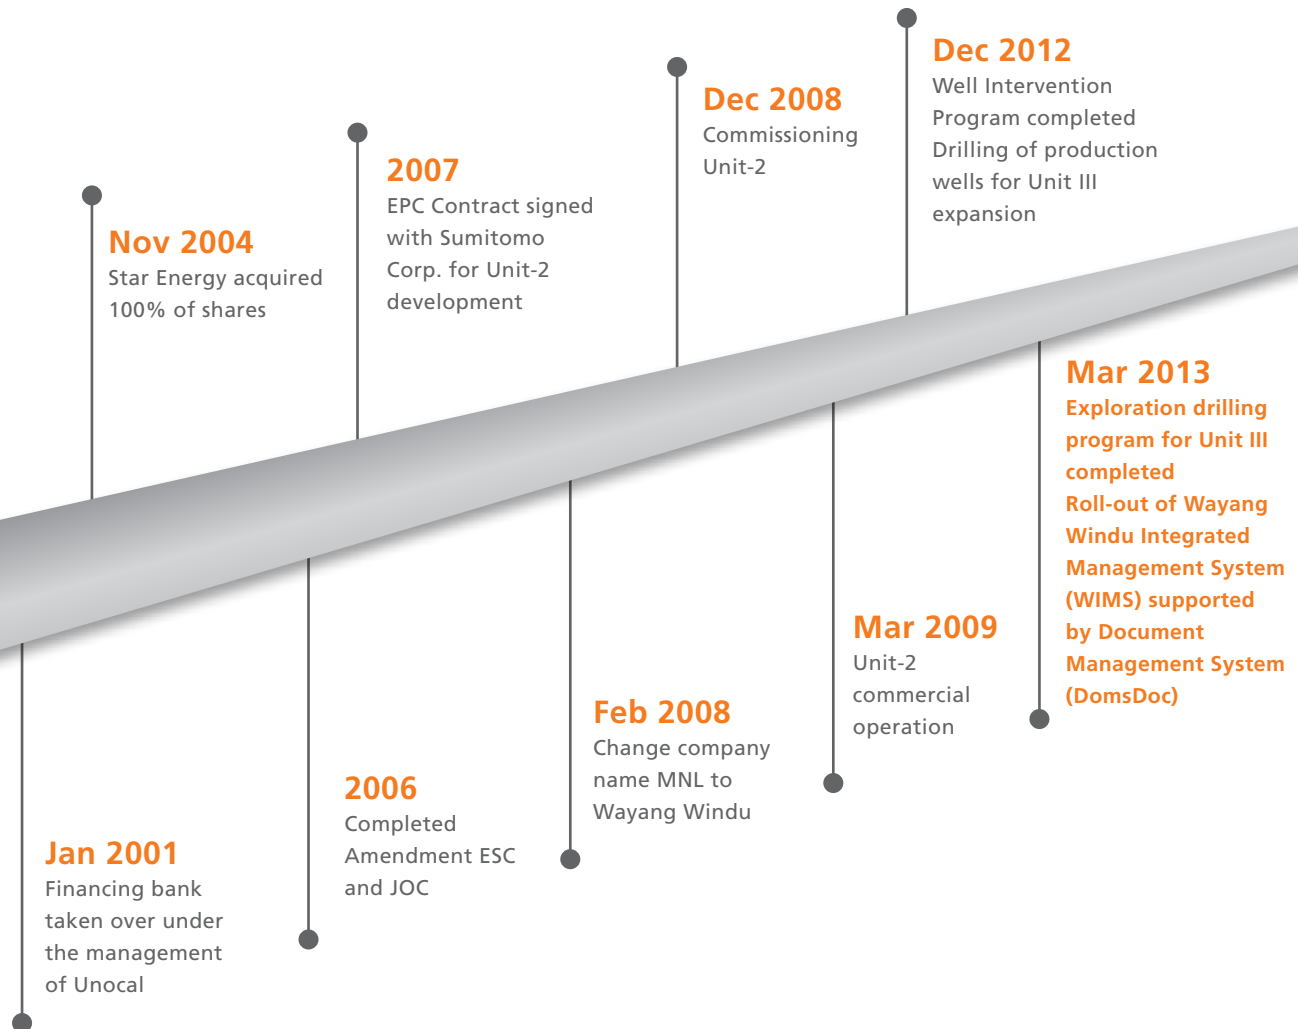 Dec 2012
Well Intervention
Program completed
Drilling of production
wells for Unit III
expansion
Dec 2008
Commissioning
Unit-2
2007
EPC Contract signed
with Sumitomo
Corp. for Unit-2
development
Nov 2004
Star Energy acquired
100% of shares
Mar 2013
Exploration drilling
program for Unit III
completed
Roll-out of Wayang
Windu Integrated
Management System
(WIMS) supported
by Document
Management System
(DomsDoc)
Mar 2009
Unit-2
commercial
operation
Feb 2008
Change company
name MNL to
Wayang Windu
2006
Completed
Amendment ESC
and JOC
Jan 2001
Financing bank
taken over under
the management
of Unocal